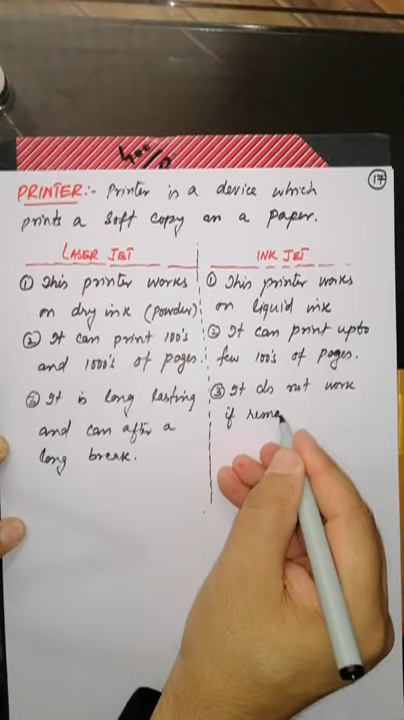 17
PRINTER:- Printer is a device which
prints a soft copy on a paper.
LASER JET
① This printer works
on dry ink (powder)
② It can print 100's
and 1000's of pages.
③ It is long lasting
and can after a
long break.
INK JET
① This printer works
on liquid ink
② It can print upto
few 100's of pages.
③ It do not work
if rema